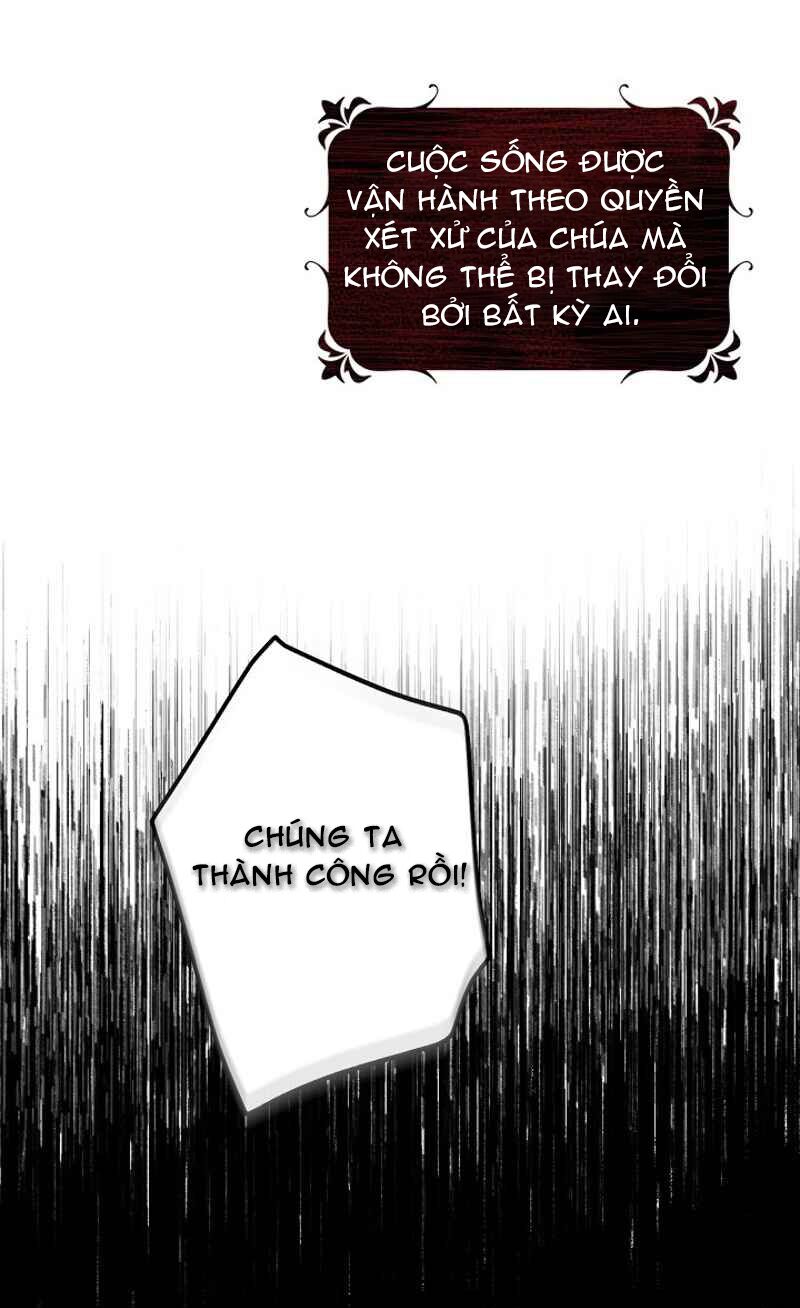 CUỘC SỐNG ĐƯỢC
VẬN HÀNH THEO QUYỀN
XÉT XỬ CỦA CHÚA MÀ
KHÔNG THỂ BỊ THAY ĐỔI
BỞI BẤT KỲ AI.
CHÚNG TA
THÀNH CÔNG RỒI!